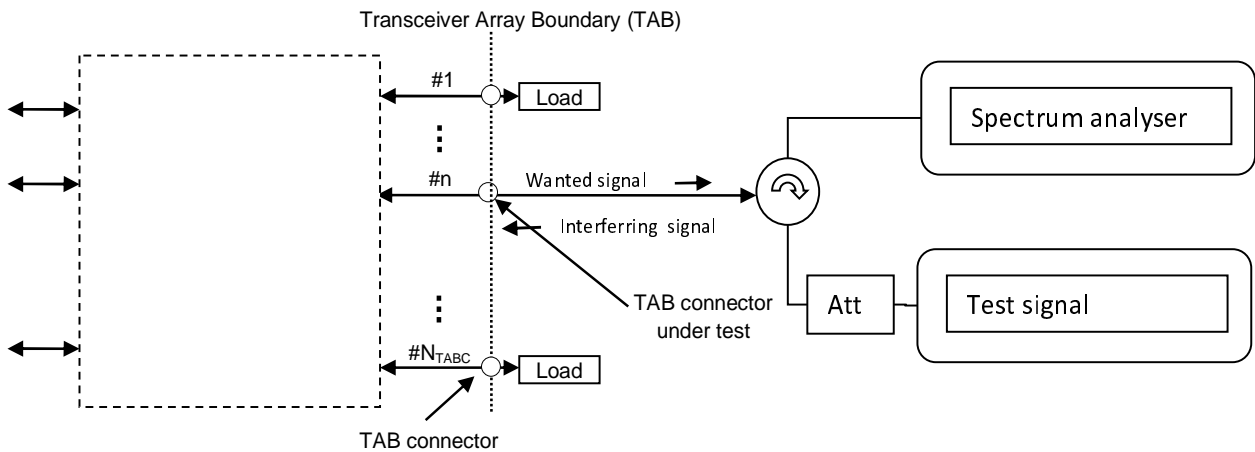 Transceiver Array Boundary (TAB)
#1
Load
Spectrum analyser
#n
Wanted signal
Interferring signal
TAB connector
under test
Att
Test signal
#NTABC
Load
TAB connector